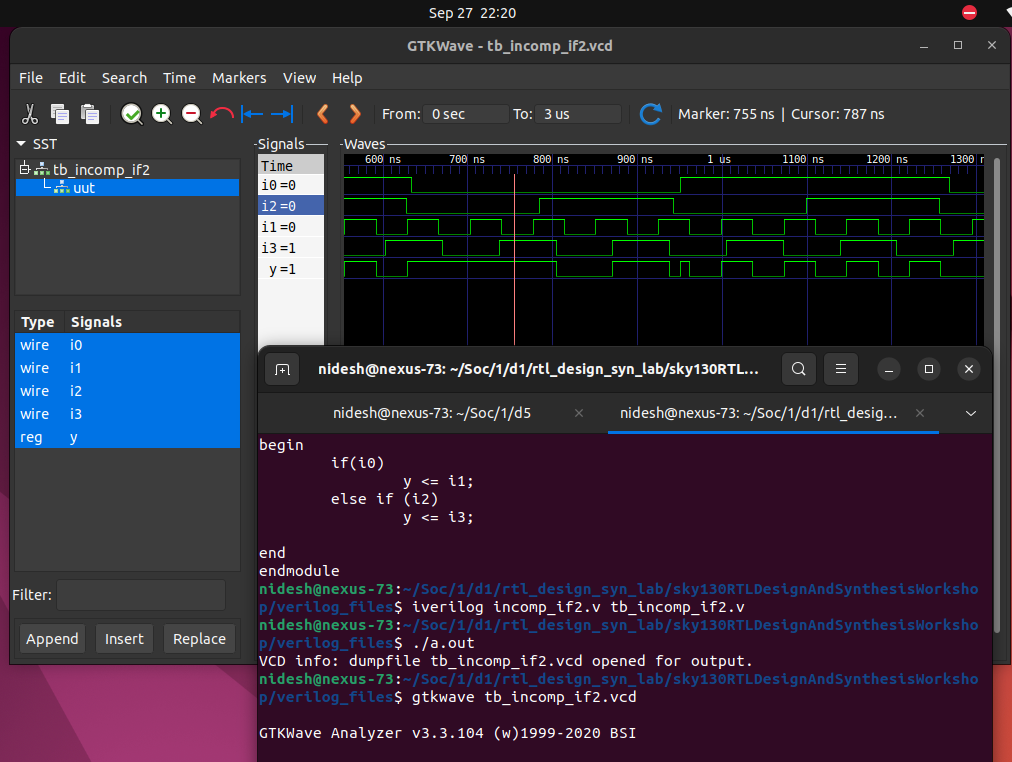 Sep 27 22:20
GTKWave - tb_incomp_if2.vcd
File Edit Search Time Markers View Help
From: 0 sec To: 3 us Marker: 755 ns | Cursor: 787 ns
SST
tb_incomp_if2
uut
Signals
Time
i0=0
i2=0
i1=0
i3=1
y=1
Waves
600 ns 700 ns 800 ns 900 ns 1 us 1100 ns 1200 ns 1300 n
Type Signals
wire i0
wire i1
wire i2
wire i3
reg y
Filter:
Append Insert Replace
nidesh@nexus-73: ~/Soc/1/d1/rtl_design_syn_lab/sky130RTL...
nidesh@nexus-73: ~/Soc/1/d5
nidesh@nexus-73: ~/Soc/1/d1/rtl_desig...
begin
if(i0)
y <= i1;
else if (i2)
y <= i3;
end
endmodule
nidesh@nexus-73:~/Soc/1/d1/rtl_design_syn_lab/sky130RTLDesignAndSynthesisWorksho
p/verilog_files$ iverilog incomp_if2.v tb_incomp_if2.v
nidesh@nexus-73:~/Soc/1/d1/rtl_design_syn_lab/sky130RTLDesignAndSynthesisWorksho
p/verilog_files$ ./a.out
VCD info: dumpfile tb_incomp_if2.vcd opened for output.
nidesh@nexus-73:~/Soc/1/d1/rtl_design_syn_lab/sky130RTLDesignAndSynthesisWorksho
p/verilog_files$ gtkwave tb_incomp_if2.vcd
GTKWave Analyzer v3.3.104 (w)1999-2020 BSI